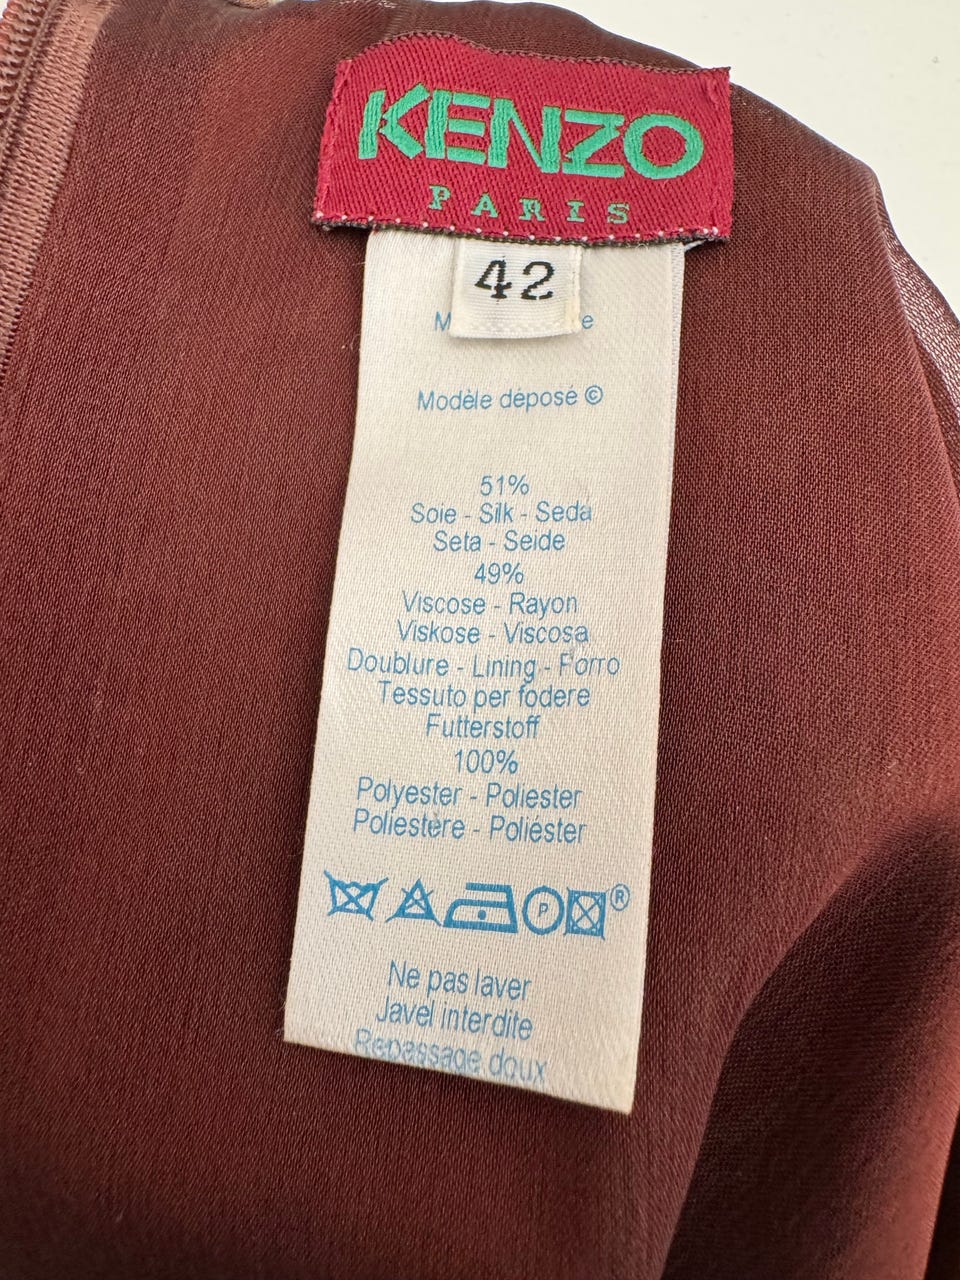 KENZO
PARIS
42
Modèle déposé ©
51%
Soie - Silk - Seda
Seta - Seide
49%
Viscose - Rayon
Viskose - Viscosa
Doublure - Lining - Forro
Tessuto per fodere
Futterstoff
100%
Polyester - Poliester
Poliestere - Poliéster
P ®
Ne pas laver
Javel interdite
Repassage doux